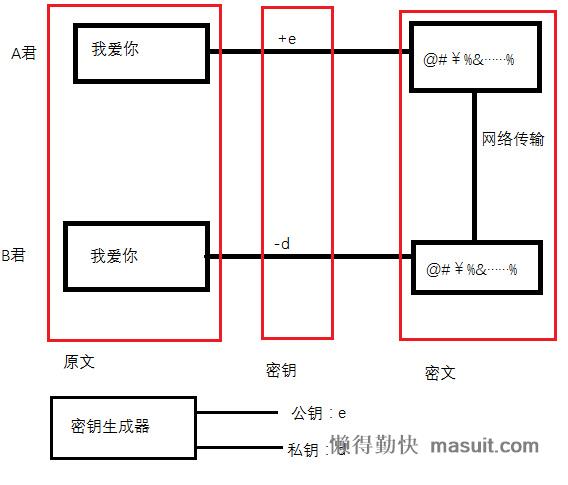 A君
我爱你
+e
@#￥%&······%
网络传输
B君
我爱你
-d
@#￥%&······%
原文
密钥
密文
密钥生成器
公钥：e
私钥：d
懒得勤快 masuit.com